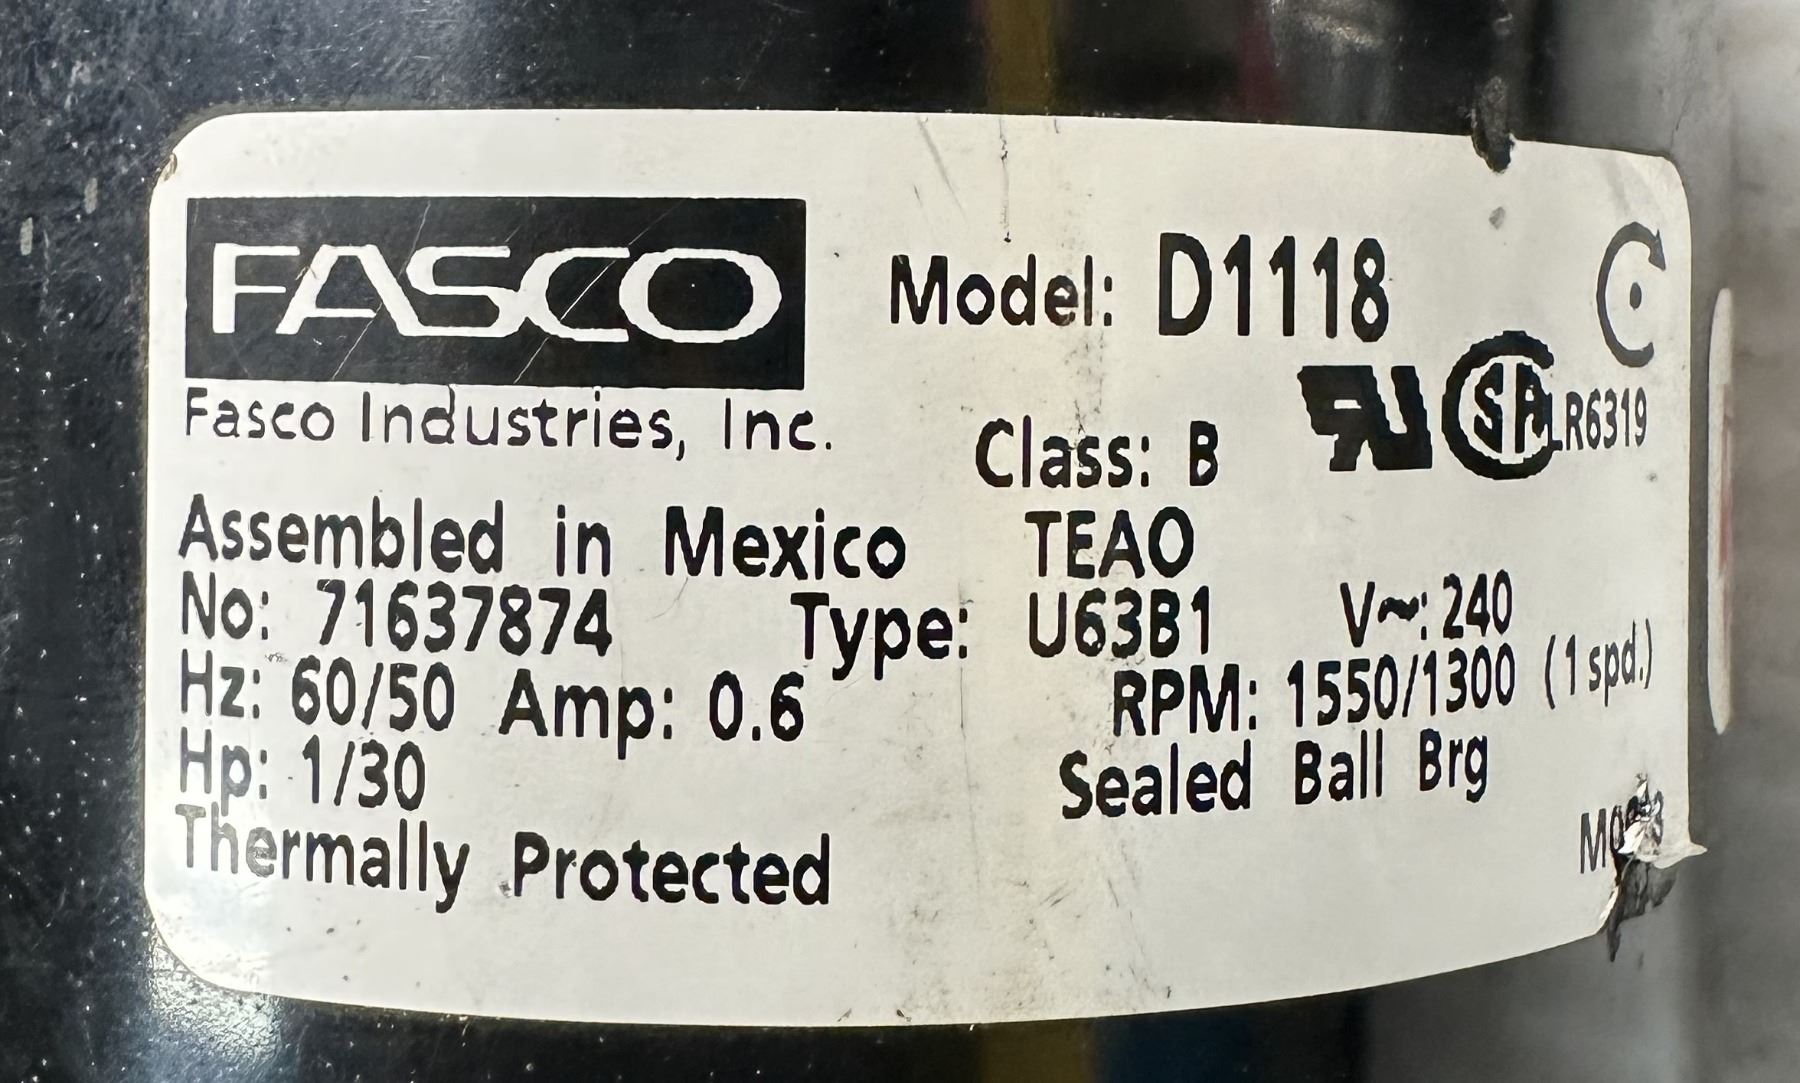 FASCO
Model: D1118
Fasco Industries, Inc.
Class: B
LR6319
Assembled in Mexico
TEAO
No: 71637874
Type: U63B1
V~: 240
Hz: 60/50 Amp: 0.6
RPM: 1550/1300 (1 spd.)
Hp: 1/30
Sealed Ball Brg
Thermally Protected